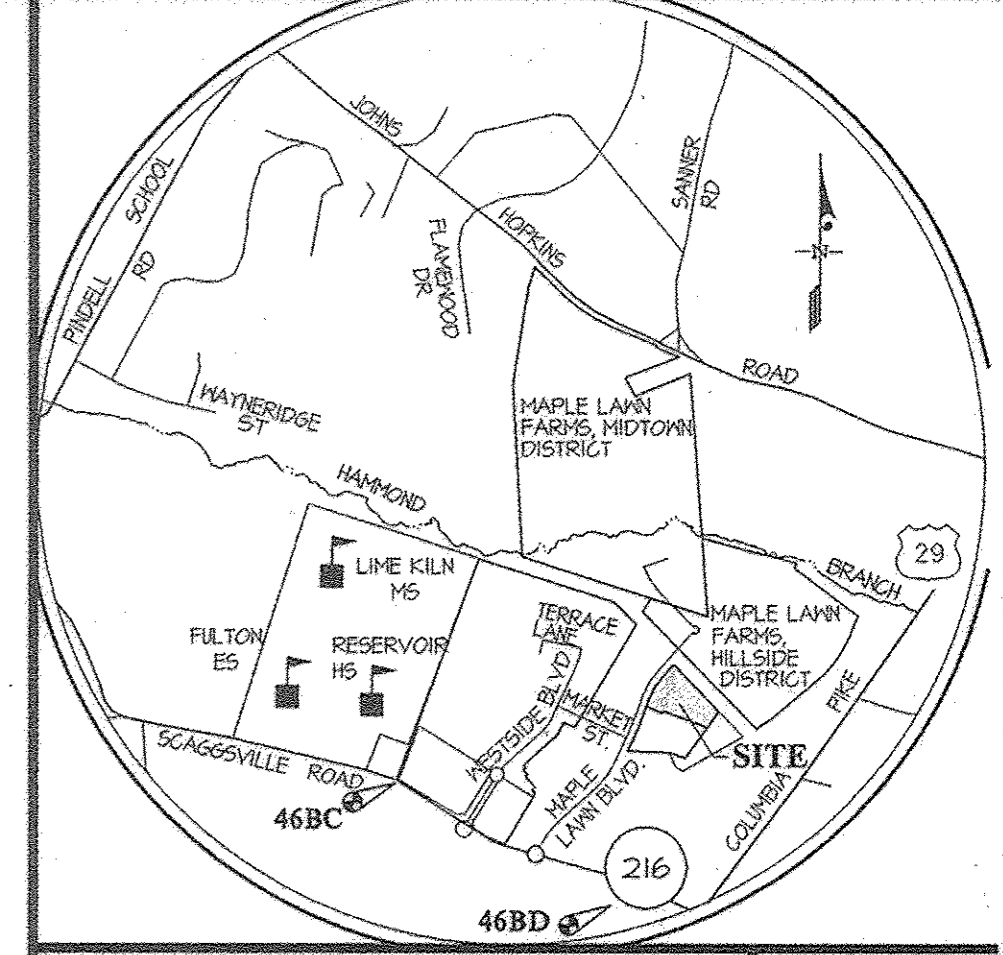 JOHNS
HOPKINS
ROAD
SANNER
RD
PINDELL
SCHOOL
RD
FLAMEWOOD
DR
N
WAYNERIDGE
ST
MAPLE LAWN
FARMS, MIDTOWN
DISTRICT
HAMMOND
BRANCH
29
LIME KILN
MS
FULTON
ES
RESERVOIR
HS
TERRACE
LANE
WESTSIDE BLVD.
MARKET
ST.
MAPLE
LAWN BLVD.
MAPLE LAWN
FARMS,
HILLSIDE
DISTRICT
SITE
COLUMBIA
PIKE
SCAGGSVILLE ROAD
46BC
216
46BD